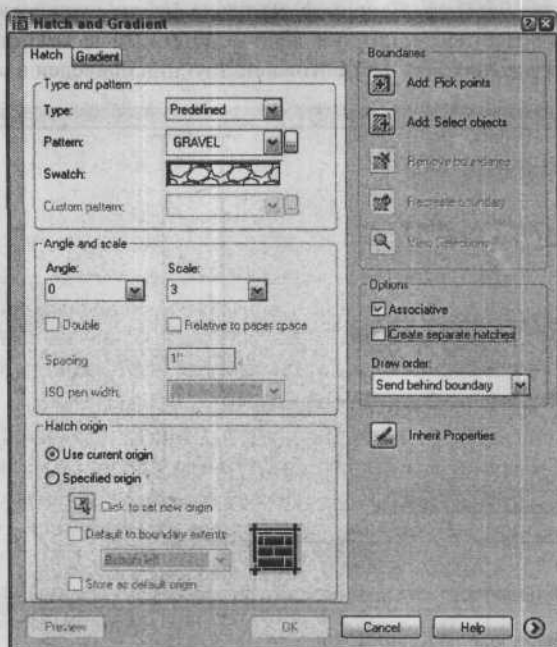 Hatch and Gradient
Hatch
Gradient
Type and pattern
Type:
Predefined
Pattern:
GRAVEL
...
Swatch:
Custom pattern:
...
Angle and scale
Angle:
Scale:
0
3
Double
Relative to paper space
Spacing
1"
ISO pen width:
Hatch origin
Use current origin
Specified origin
Click to set new origin
Default to boundary extents
Bottom left
Store as default origin
Preview
OK
Cancel
Help
Boundaries
Add: Pick points
Add: Select objects
Remove boundaries
Recreate boundary
View Selections
Options
Associative
Create separate hatches
Draw order:
Send behind boundary
Inherit Properties